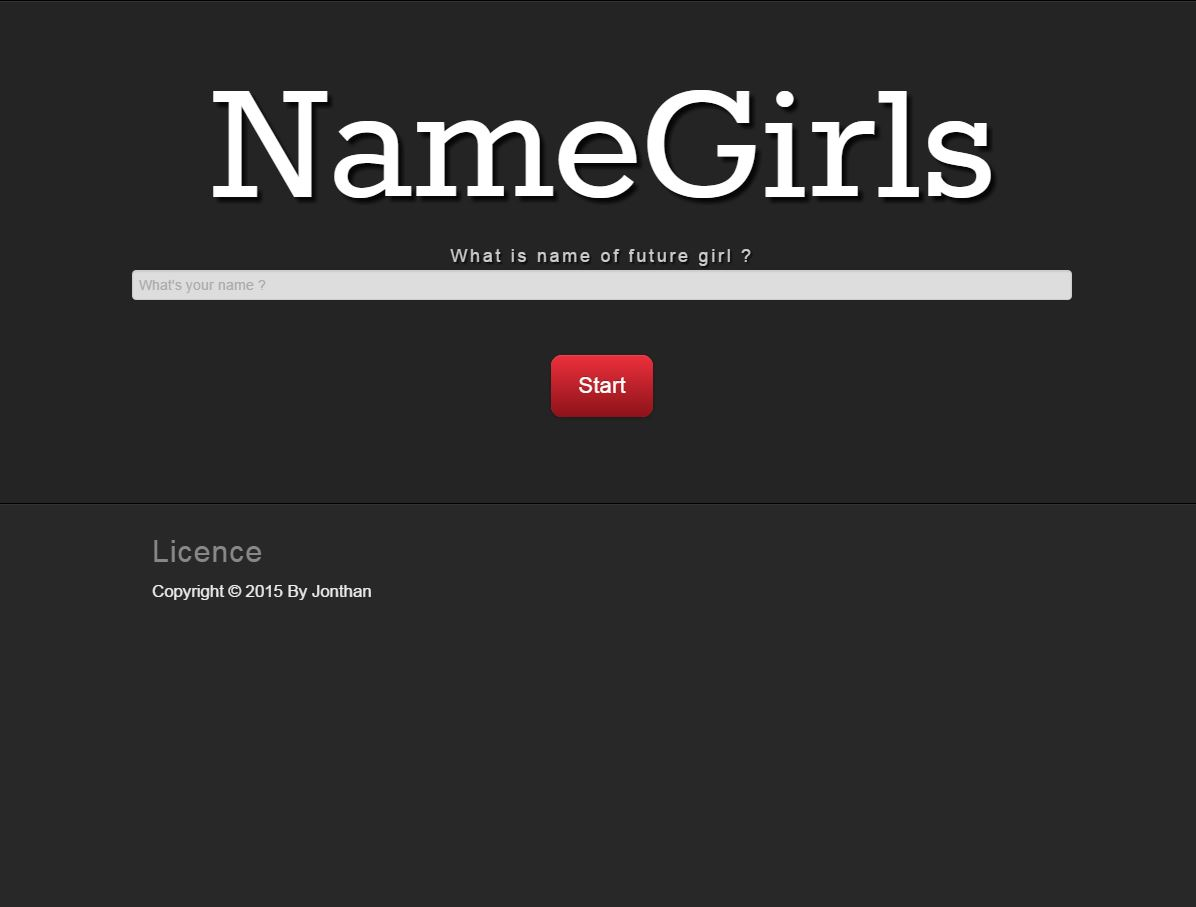 NameGirls
What is name of future girl ?
What's your name ?
Start
Licence
Copyright © 2015 By Jonthan